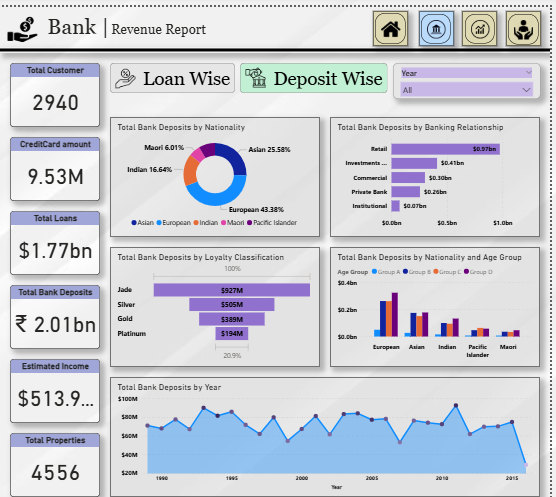 Bank | Revenue Report
Total Customer
2940
CreditCard amount
9.53M
Total Loans
$1.77bn
Total Bank Deposits
₹ 2.01bn
Estimated Income
$513.9...
Total Properties
4556
Loan Wise
Deposit Wise
Year
All
Total Bank Deposits by Nationality
Maori 6.01%
Asian 25.58%
Indian 16.64%
European 43.38%
Asian European Indian Maori Pacific Islander
Total Bank Deposits by Banking Relationship
Retail $0.97bn
Investments ... $0.41bn
Commercial $0.30bn
Private Bank $0.26bn
Institutional $0.07bn
$0.0bn $0.5bn $1.0bn
Total Bank Deposits by Loyalty Classification
100%
Jade $927M
Silver $505M
Gold $389M
Platinum $194M
20.9%
Total Bank Deposits by Nationality and Age Group
Age Group Group A Group B Group C Group D
$0.4bn
$0.2bn
$0.0bn
European Asian Indian Pacific Islander Maori
Total Bank Deposits by Year
$100M
$80M
$60M
$40M
$20M
1990 1995 2000 2005 2010 2015
Year